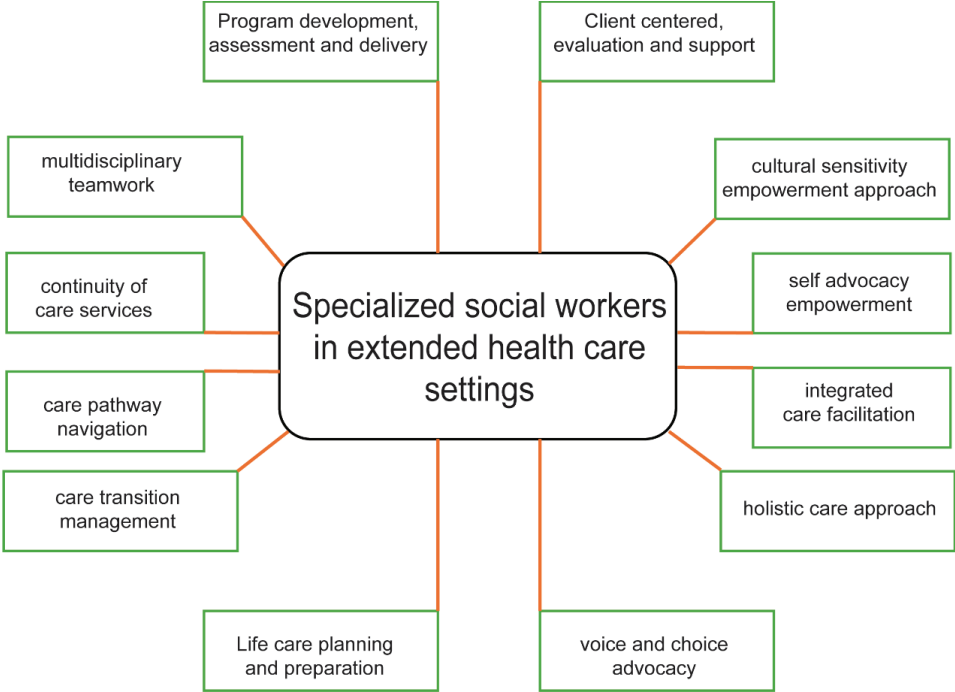 Program development,
assessment and delivery
Client centered,
evaluation and support
multidisciplinary
teamwork
cultural sensitivity
empowerment approach
continuity of
care services
self advocacy
empowerment
Specialized social workers
in extended health care
settings
care pathway
navigation
integrated
care facilitation
care transition
management
holistic care approach
Life care planning
and preparation
voice and choice
advocacy